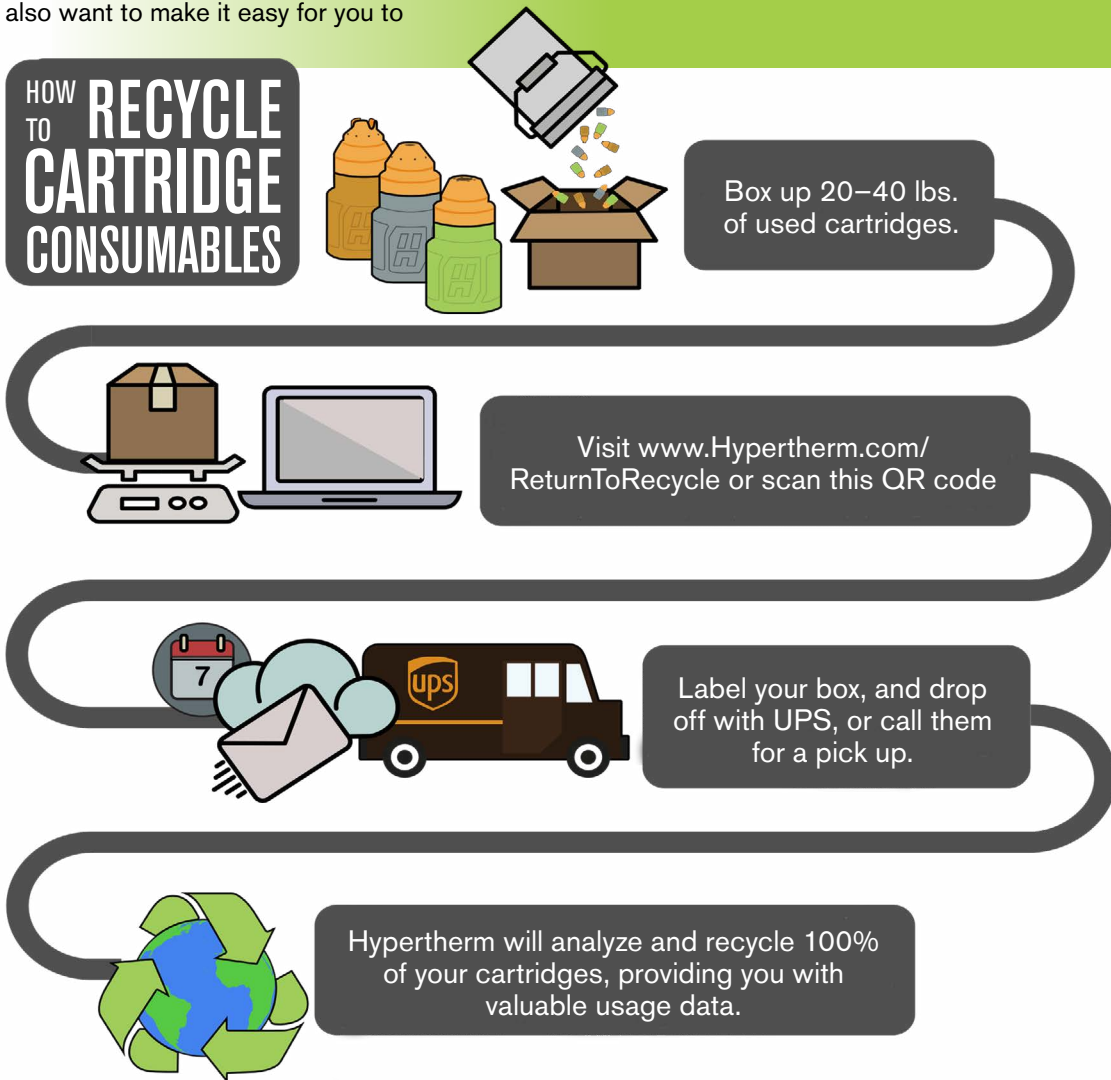 also want to make it easy for you to
HOW TO RECYCLE
CARTRIDGE
CONSUMABLES
Box up 20–40 lbs.
of used cartridges.
Visit www.Hypertherm.com/
ReturnToRecycle or scan this QR code
7
ups
Label your box, and drop
off with UPS, or call them
for a pick up.
Hypertherm will analyze and recycle 100%
of your cartridges, providing you with
valuable usage data.